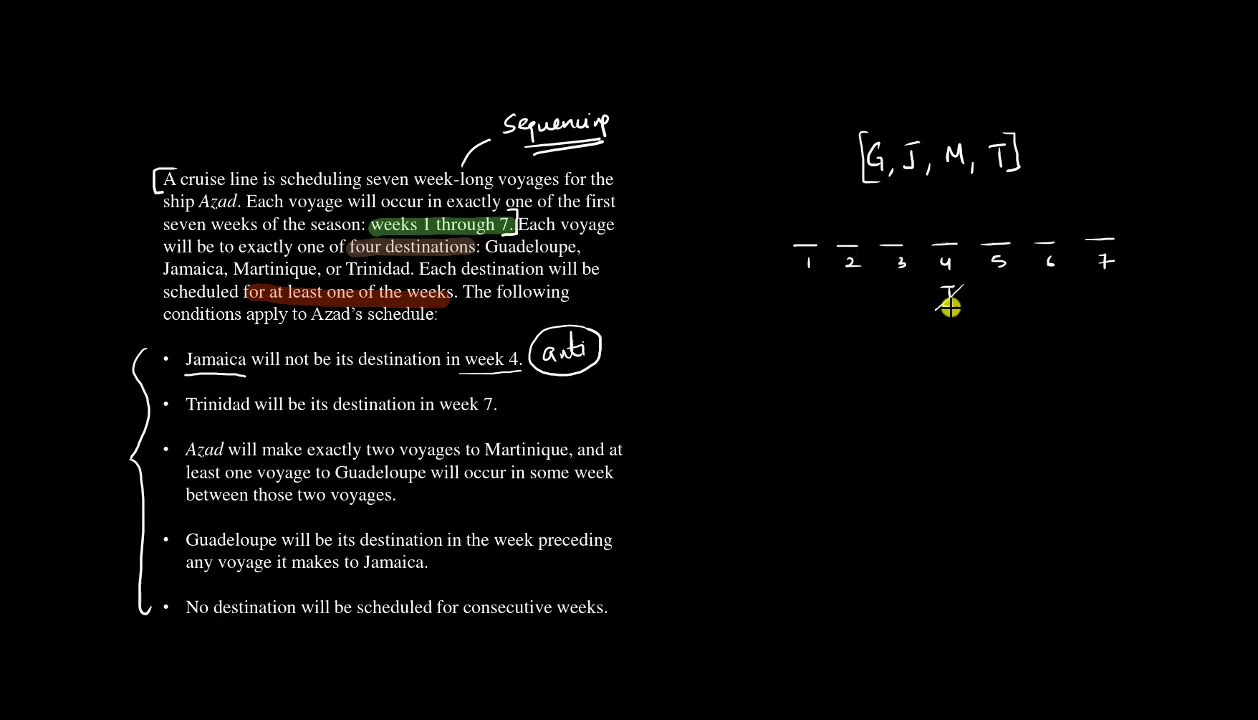 Sequencing
A cruise line is scheduling seven week-long voyages for the
ship Azad. Each voyage will occur in exactly one of the first
seven weeks of the season: weeks 1 through 7. Each voyage
will be to exactly one of four destinations: Guadeloupe,
Jamaica, Martinique, or Trinidad. Each destination will be
scheduled for at least one of the weeks. The following
conditions apply to Azad's schedule:
• Jamaica will not be its destination in week 4. anti
• Trinidad will be its destination in week 7.
• Azad will make exactly two voyages to Martinique, and at
least one voyage to Guadeloupe will occur in some week
between those two voyages.
• Guadeloupe will be its destination in the week preceding
any voyage it makes to Jamaica.
• No destination will be scheduled for consecutive weeks.
[G, J, M, T]
1 2 3 4 5 6 7
J